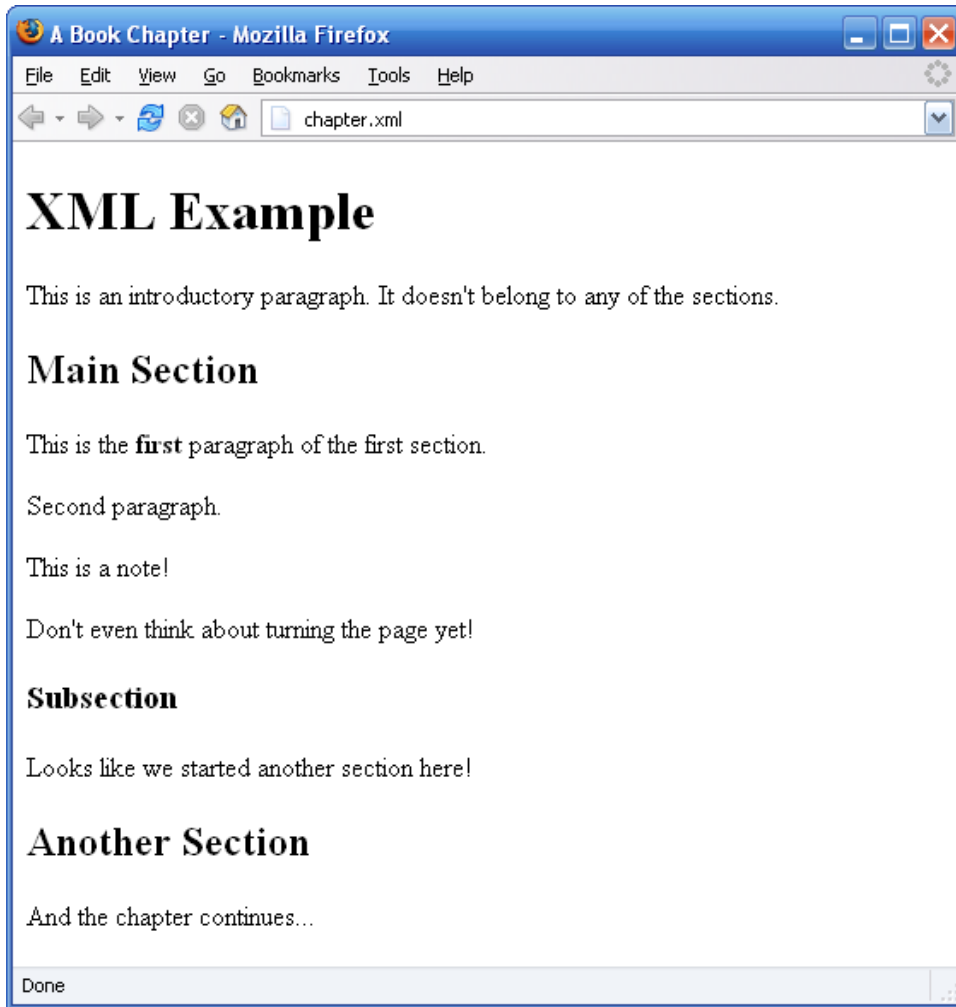 A Book Chapter - Mozilla Firefox
File Edit View Go Bookmarks Tools Help
chapter.xml
XML Example
This is an introductory paragraph. It doesn't belong to any of the sections.
Main Section
This is the first paragraph of the first section.
Second paragraph.
This is a note!
Don't even think about turning the page yet!
Subsection
Looks like we started another section here!
Another Section
And the chapter continues...
Done